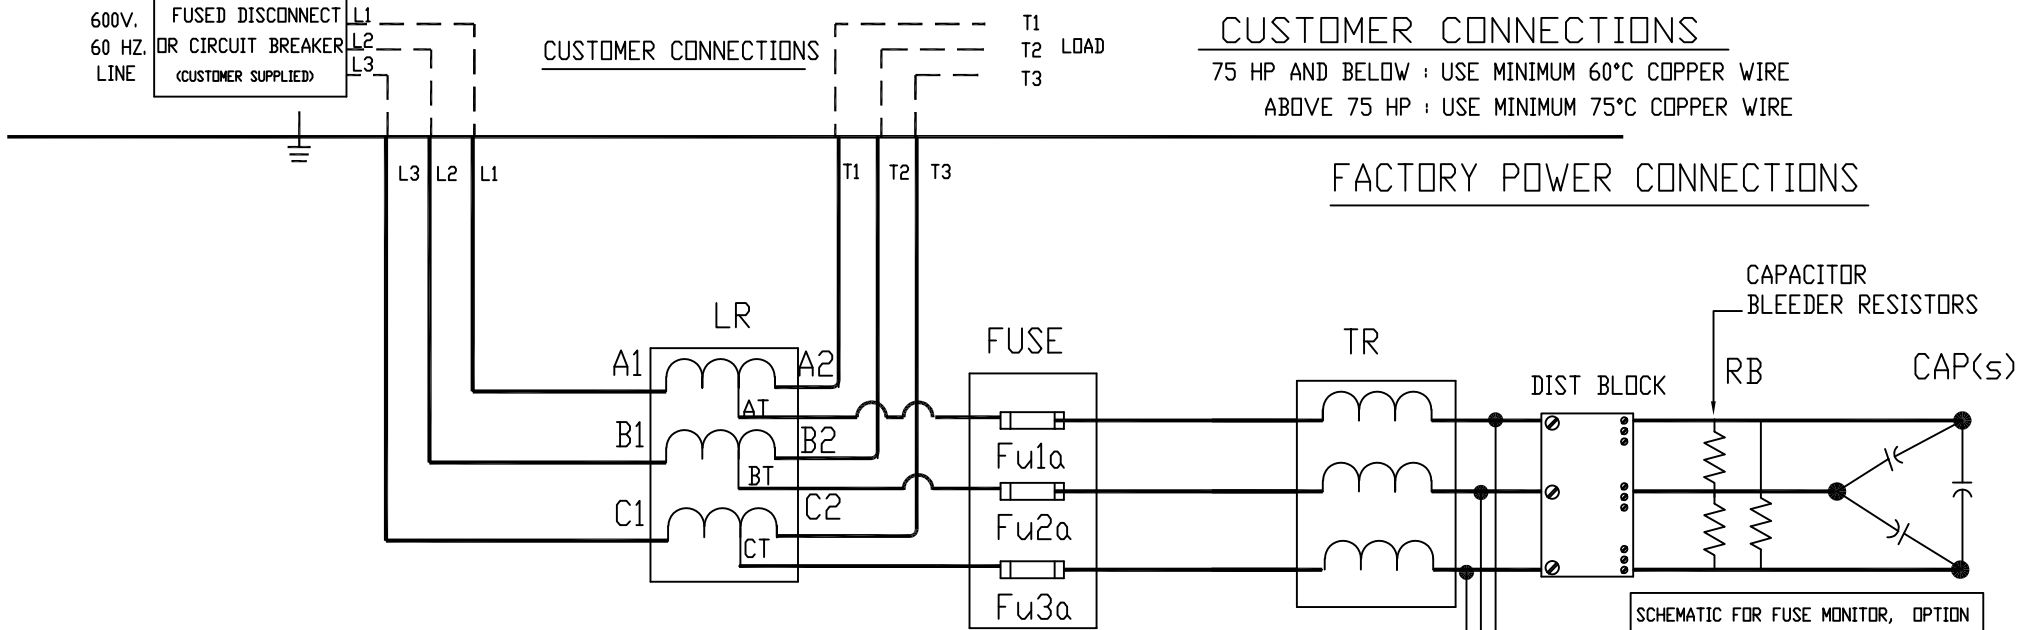 600V.
60 HZ.
LINE
FUSED DISCONNECT
OR CIRCUIT BREAKER
(CUSTOMER SUPPLIED)
L1
L2
L3
CUSTOMER CONNECTIONS
T1
T2
T3
LOAD
CUSTOMER CONNECTIONS
75 HP AND BELOW : USE MINIMUM 60°C COPPER WIRE
ABOVE 75 HP : USE MINIMUM 75°C COPPER WIRE
L3
L2
L1
T1
T2
T3
FACTORY POWER CONNECTIONS
LR
A1
A2
AT
B1
B2
BT
C1
C2
CT
FUSE
Fu1a
Fu2a
Fu3a
TR
DIST BLOCK
CAPACITOR
BLEEDER RESISTORS
RB
CAP(s)
SCHEMATIC FOR FUSE MONITOR, OPTION